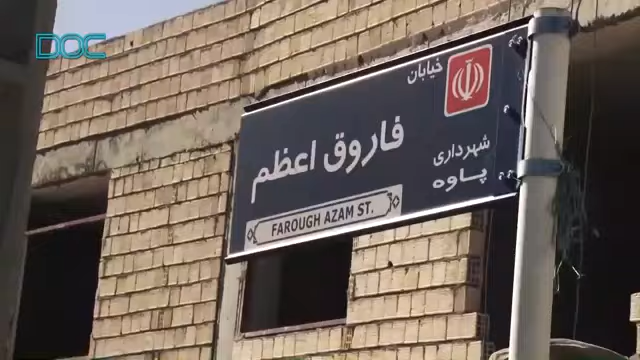 DOC
خیابان
فاروق اعظم
شهرداری
پاوه
FAROUGH AZAM ST.